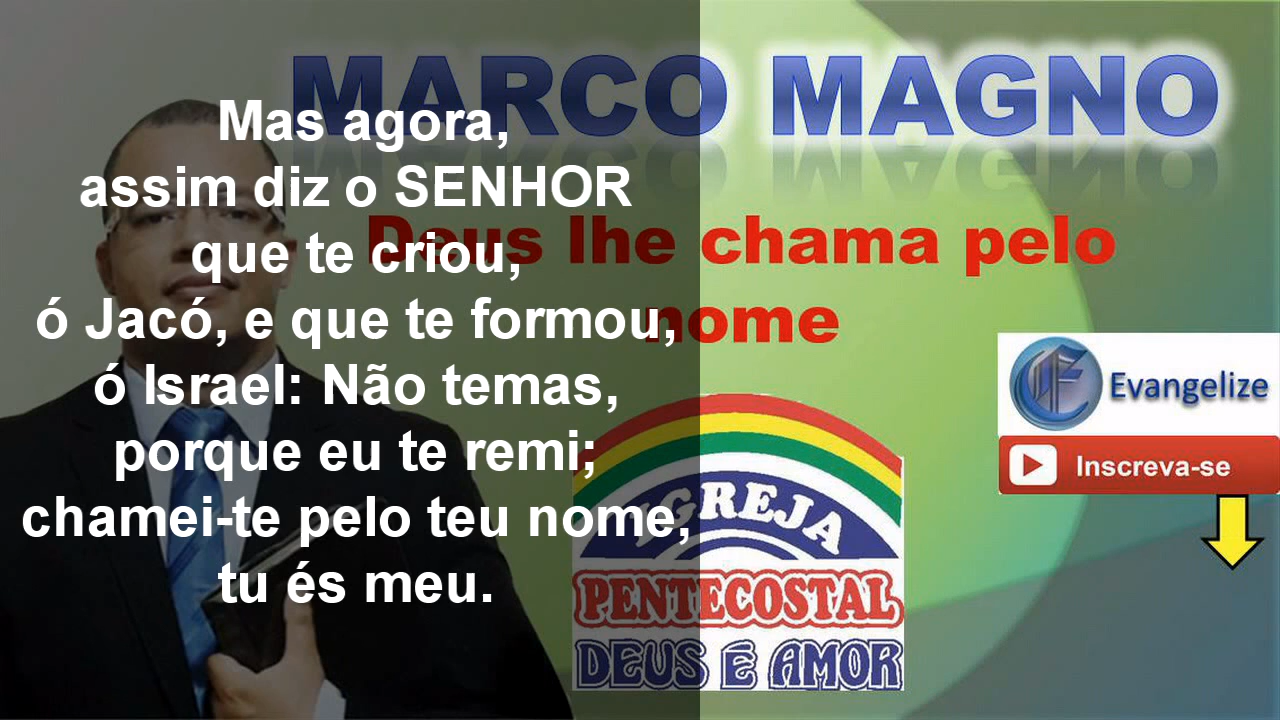 MARCO MAGNO
Mas agora,
assim diz o SENHOR
que te criou,
ó Jacó, e que te formou,
ó Israel: Não temas,
porque eu te remi;
chamei-te pelo teu nome,
tu és meu.
Deus lhe chama pelo
nome
Evangelize
Inscreva-se
IGREJA
PENTECOSTAL
DEUS É AMOR